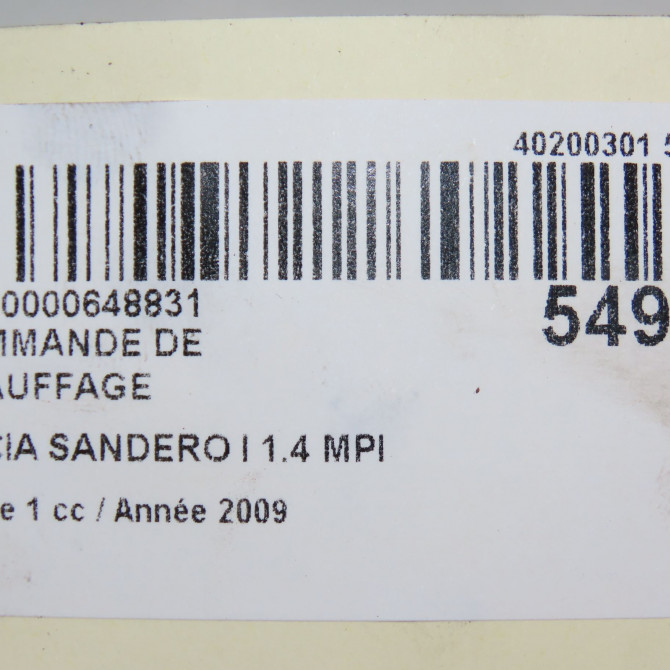 40200301 5
0000648831
549
MMANDE DE
AUFFAGE
CIA SANDERO I 1.4 MPI
e 1 cc / Année 2009